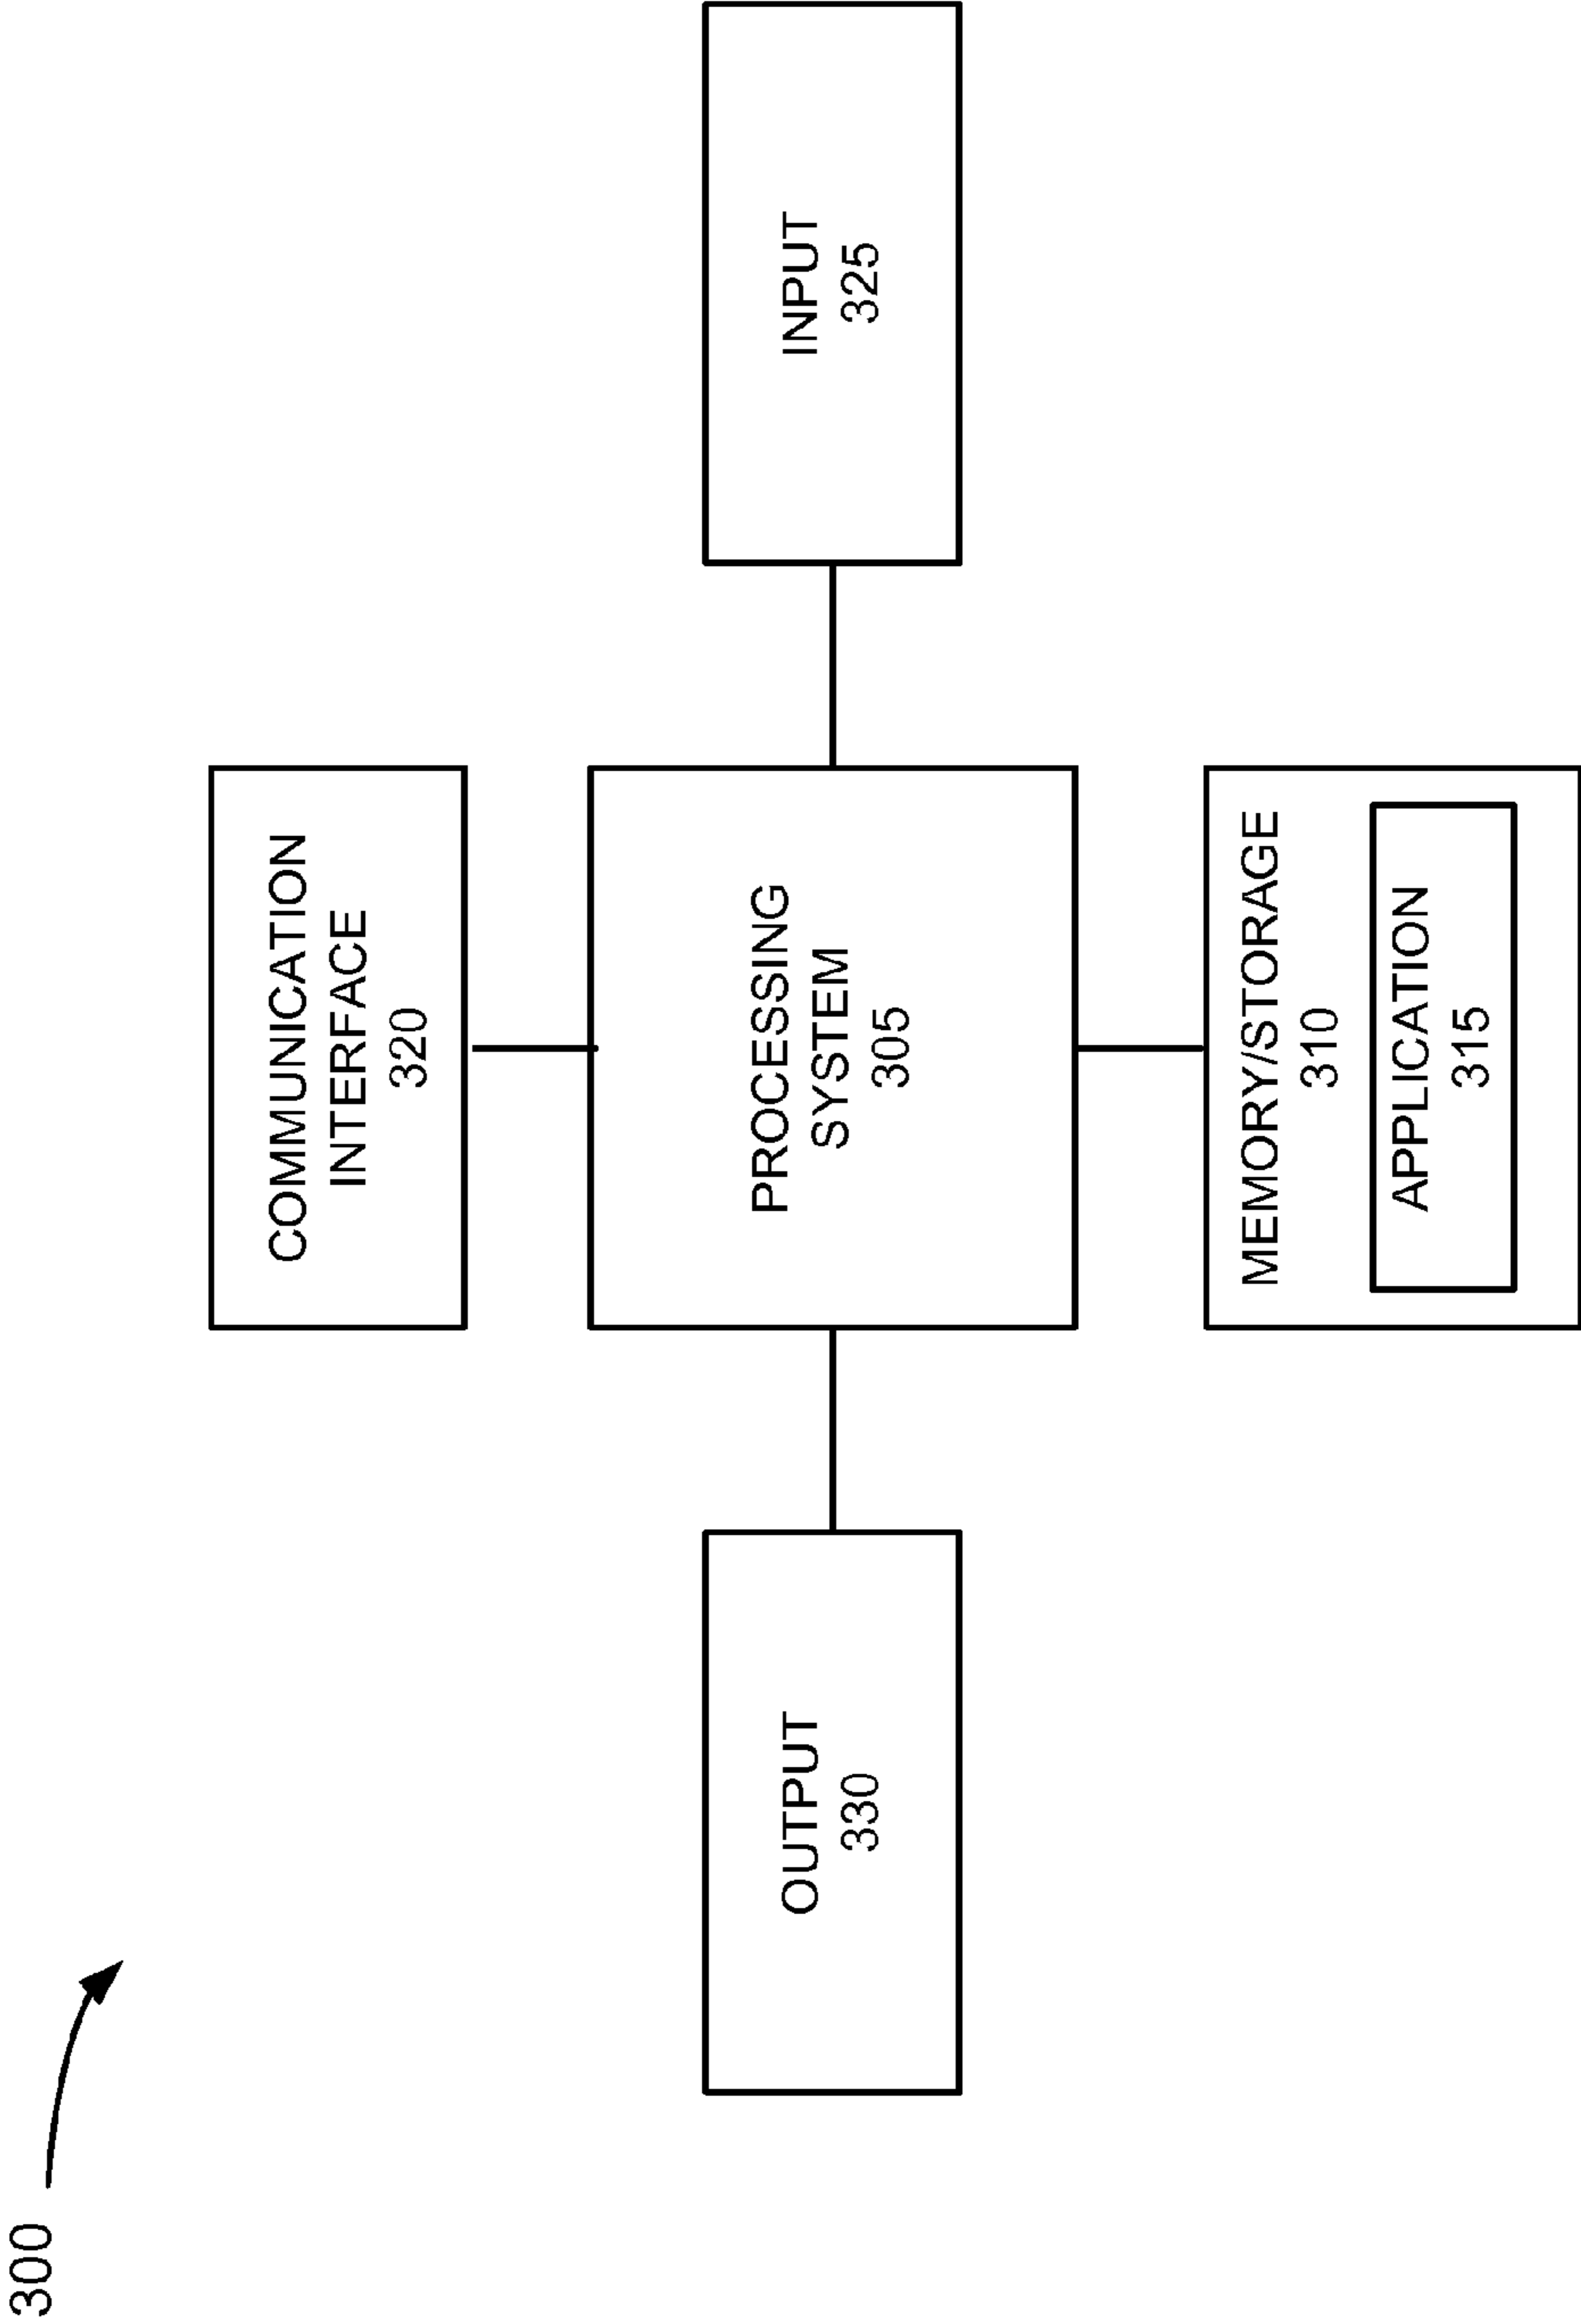 300
COMMUNICATION
INTERFACE
320
OUTPUT
330
PROCESSING
SYSTEM
305
INPUT
325
MEMORY/STORAGE
310
APPLICATION
315